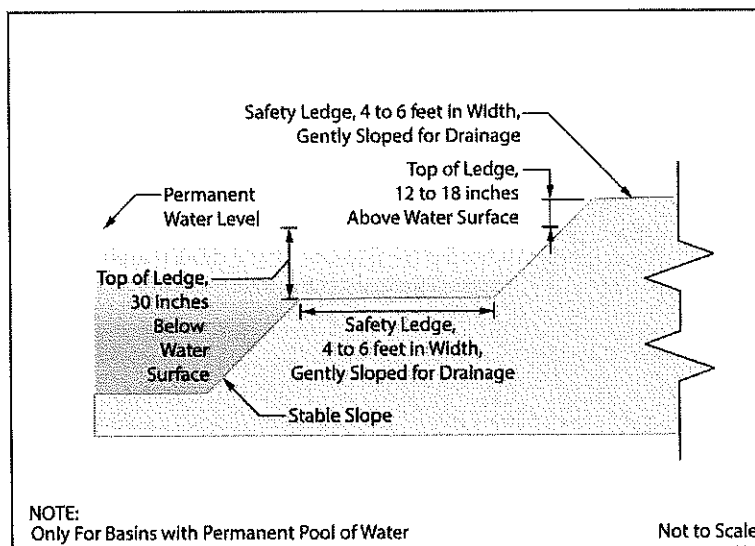 Safety Ledge, 4 to 6 feet in Width,
Gently Sloped for Drainage
Top of Ledge,
12 to 18 inches
Above Water Surface
Permanent
Water Level
Top of Ledge,
30 Inches
Below
Water
Surface
Safety Ledge,
4 to 6 feet in Width,
Gently Sloped for Drainage
Stable Slope
NOTE:
Only For Basins with Permanent Pool of Water
Not to Scale